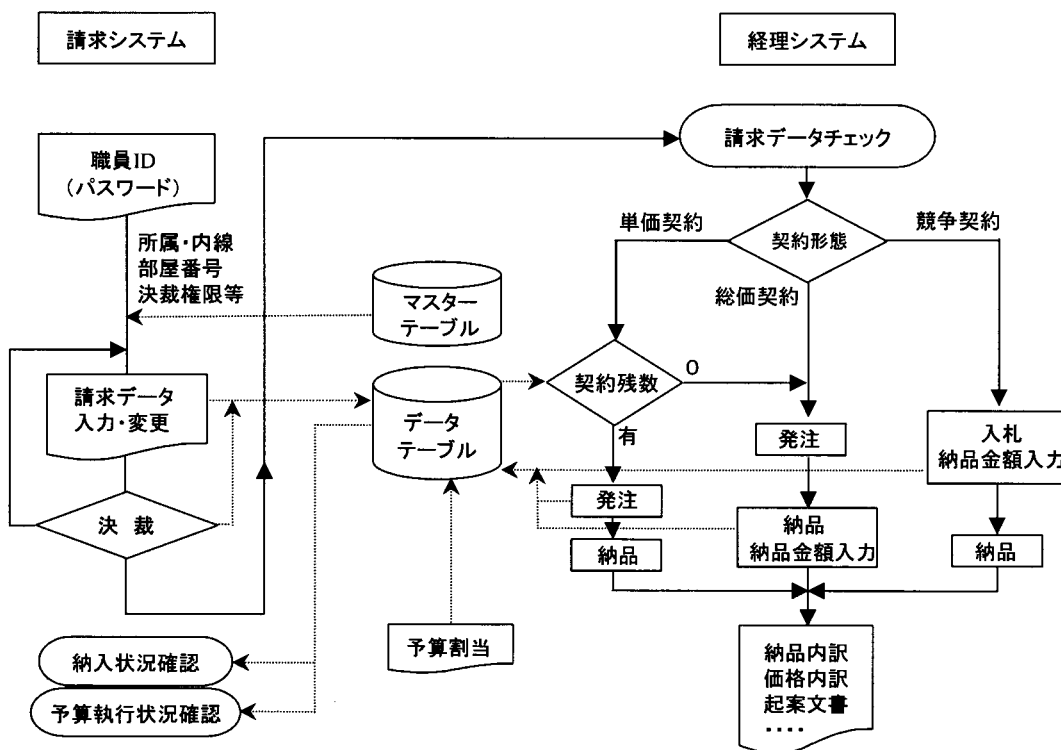 請求システム
経理システム
職員ID
（パスワード）
請求データチェック
所属・内線
部屋番号
決裁権限等
単価契約
契約形態
競争契約
総価契約
マスター
テーブル
請求データ
入力・変更
データ
テーブル
契約残数
0
有
発注
入札
納品金額入力
発注
決 裁
納品
納品金額入力
納品
納品
予算割当
納入状況確認
予算執行状況確認
納品内訳
価格内訳
起案文書
・・・・